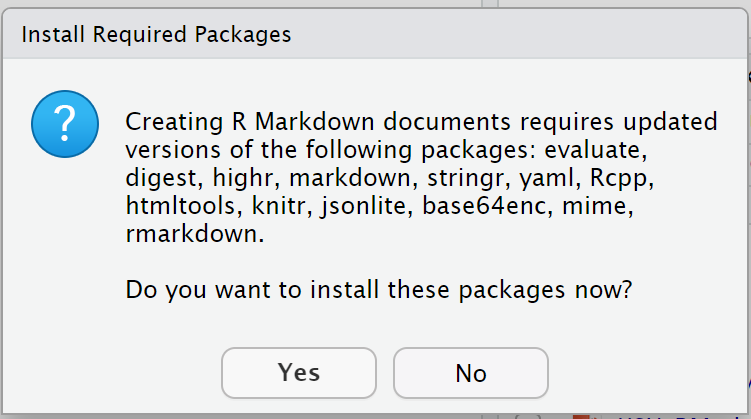 Install Required Packages
?
Creating R Markdown documents requires updated
versions of the following packages: evaluate,
digest, highr, markdown, stringr, yaml, Rcpp,
htmltools, knitr, jsonlite, base64enc, mime,
rmarkdown.
Do you want to install these packages now?
Yes
No